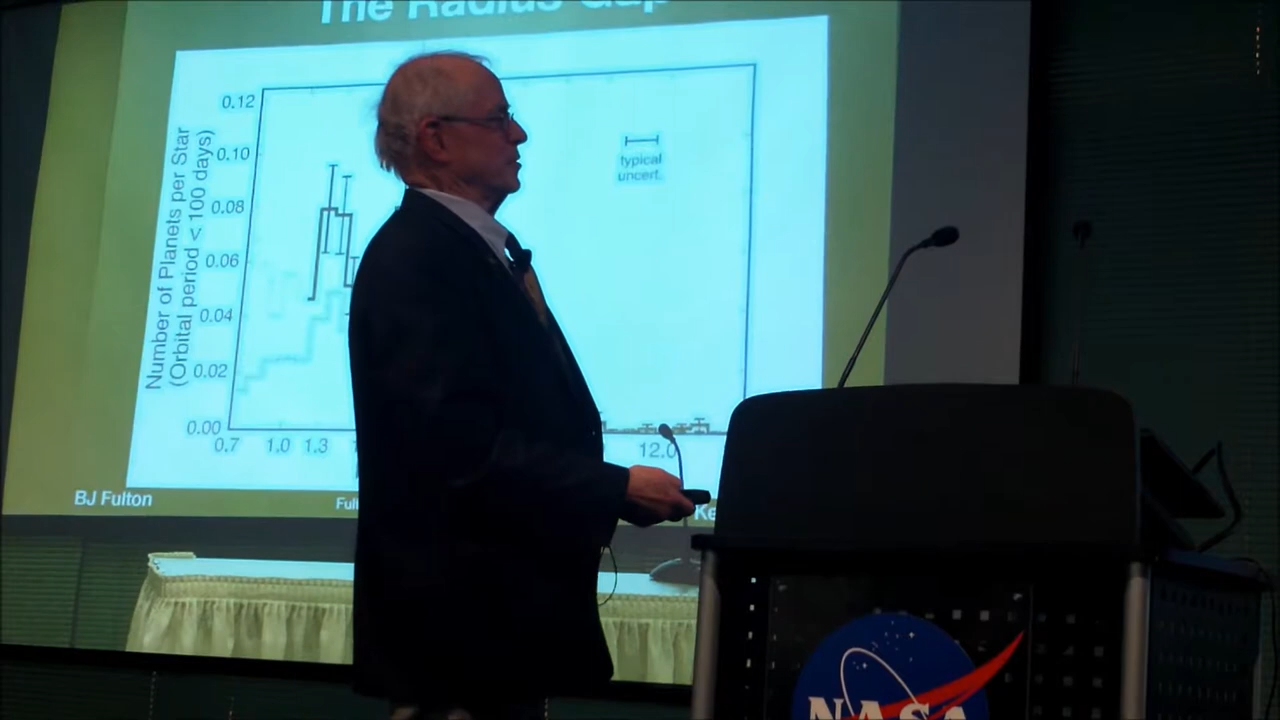 The Radius Gap
0.12
0.10
0.08
0.06
0.04
0.02
0.00
Number of Planets per Star
(Orbital period < 100 days)
typical
uncert.
0.7 1.0 1.3 12.0
BJ Fulton
NASA